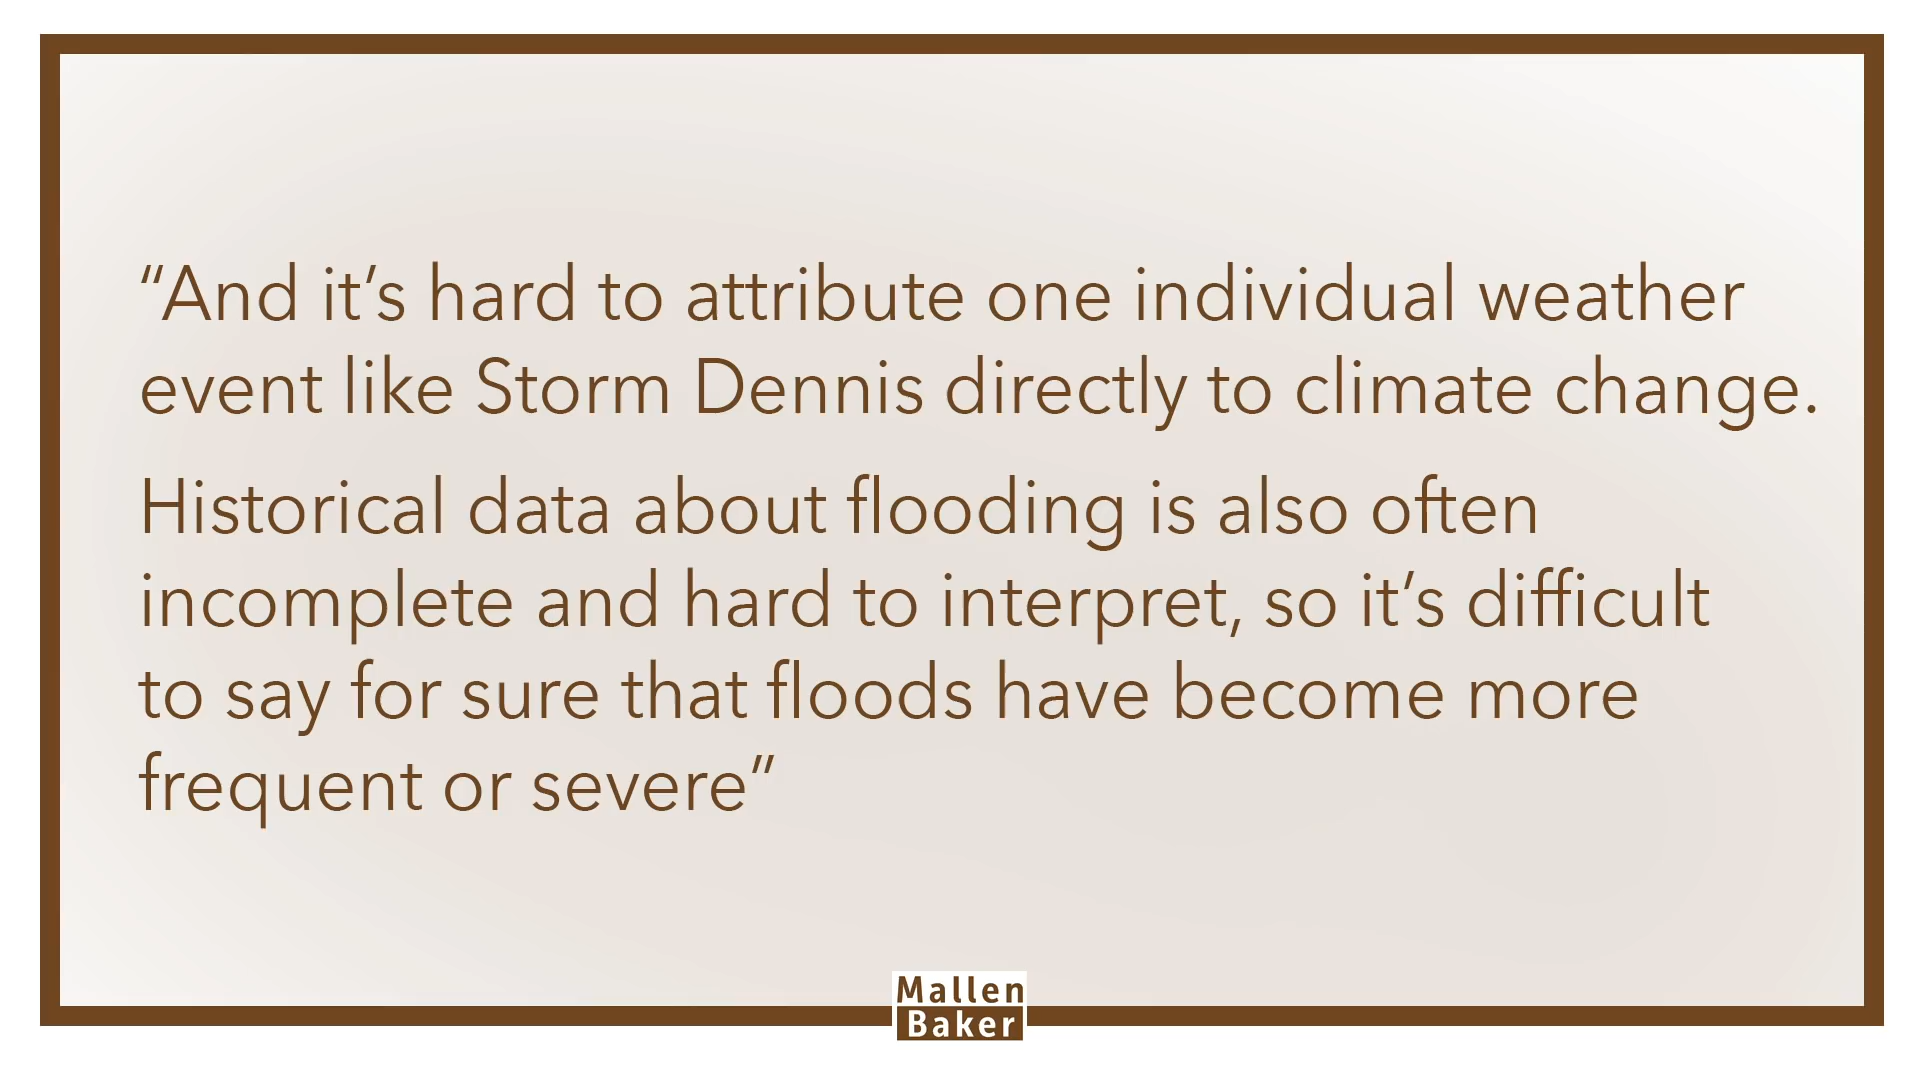 “And it’s hard to attribute one individual weather
event like Storm Dennis directly to climate change.
Historical data about flooding is also often
incomplete and hard to interpret, so it’s difficult
to say for sure that floods have become more
frequent or severe”
Mallen
Baker